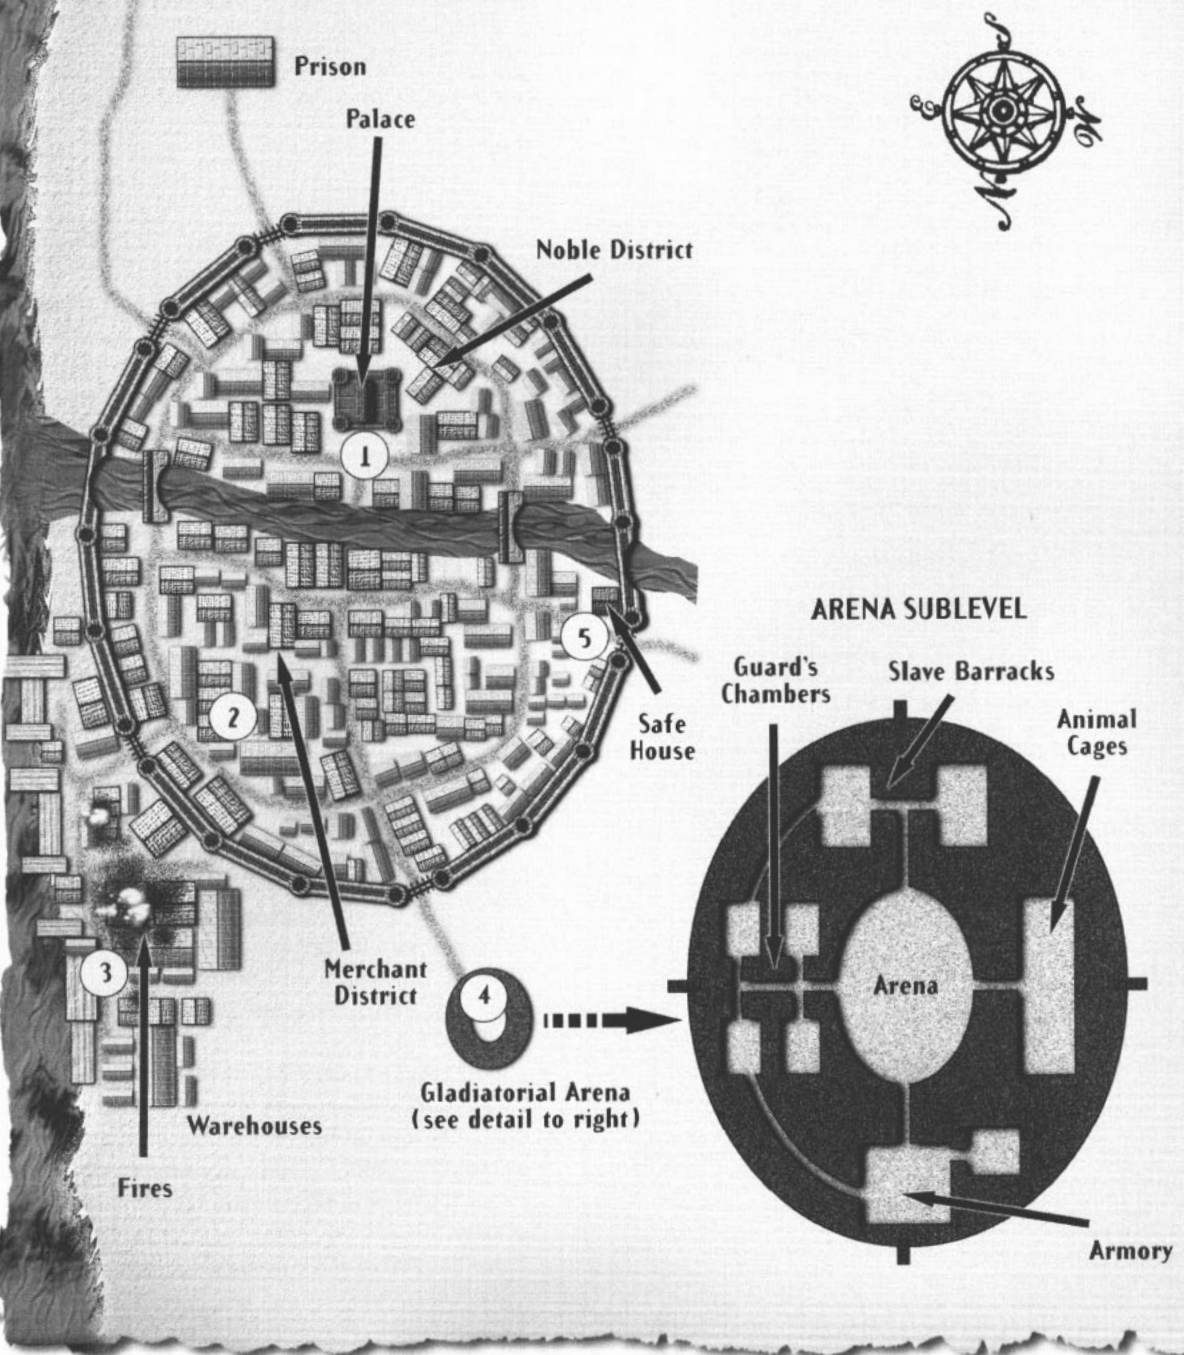 S
E
W
N
Prison
Palace
Noble District
1
2
3
4
5
Safe
House
Merchant
District
Gladiatorial Arena
(see detail to right)
Warehouses
Fires
ARENA SUBLEVEL
Guard's
Chambers
Slave Barracks
Animal
Cages
Arena
Armory